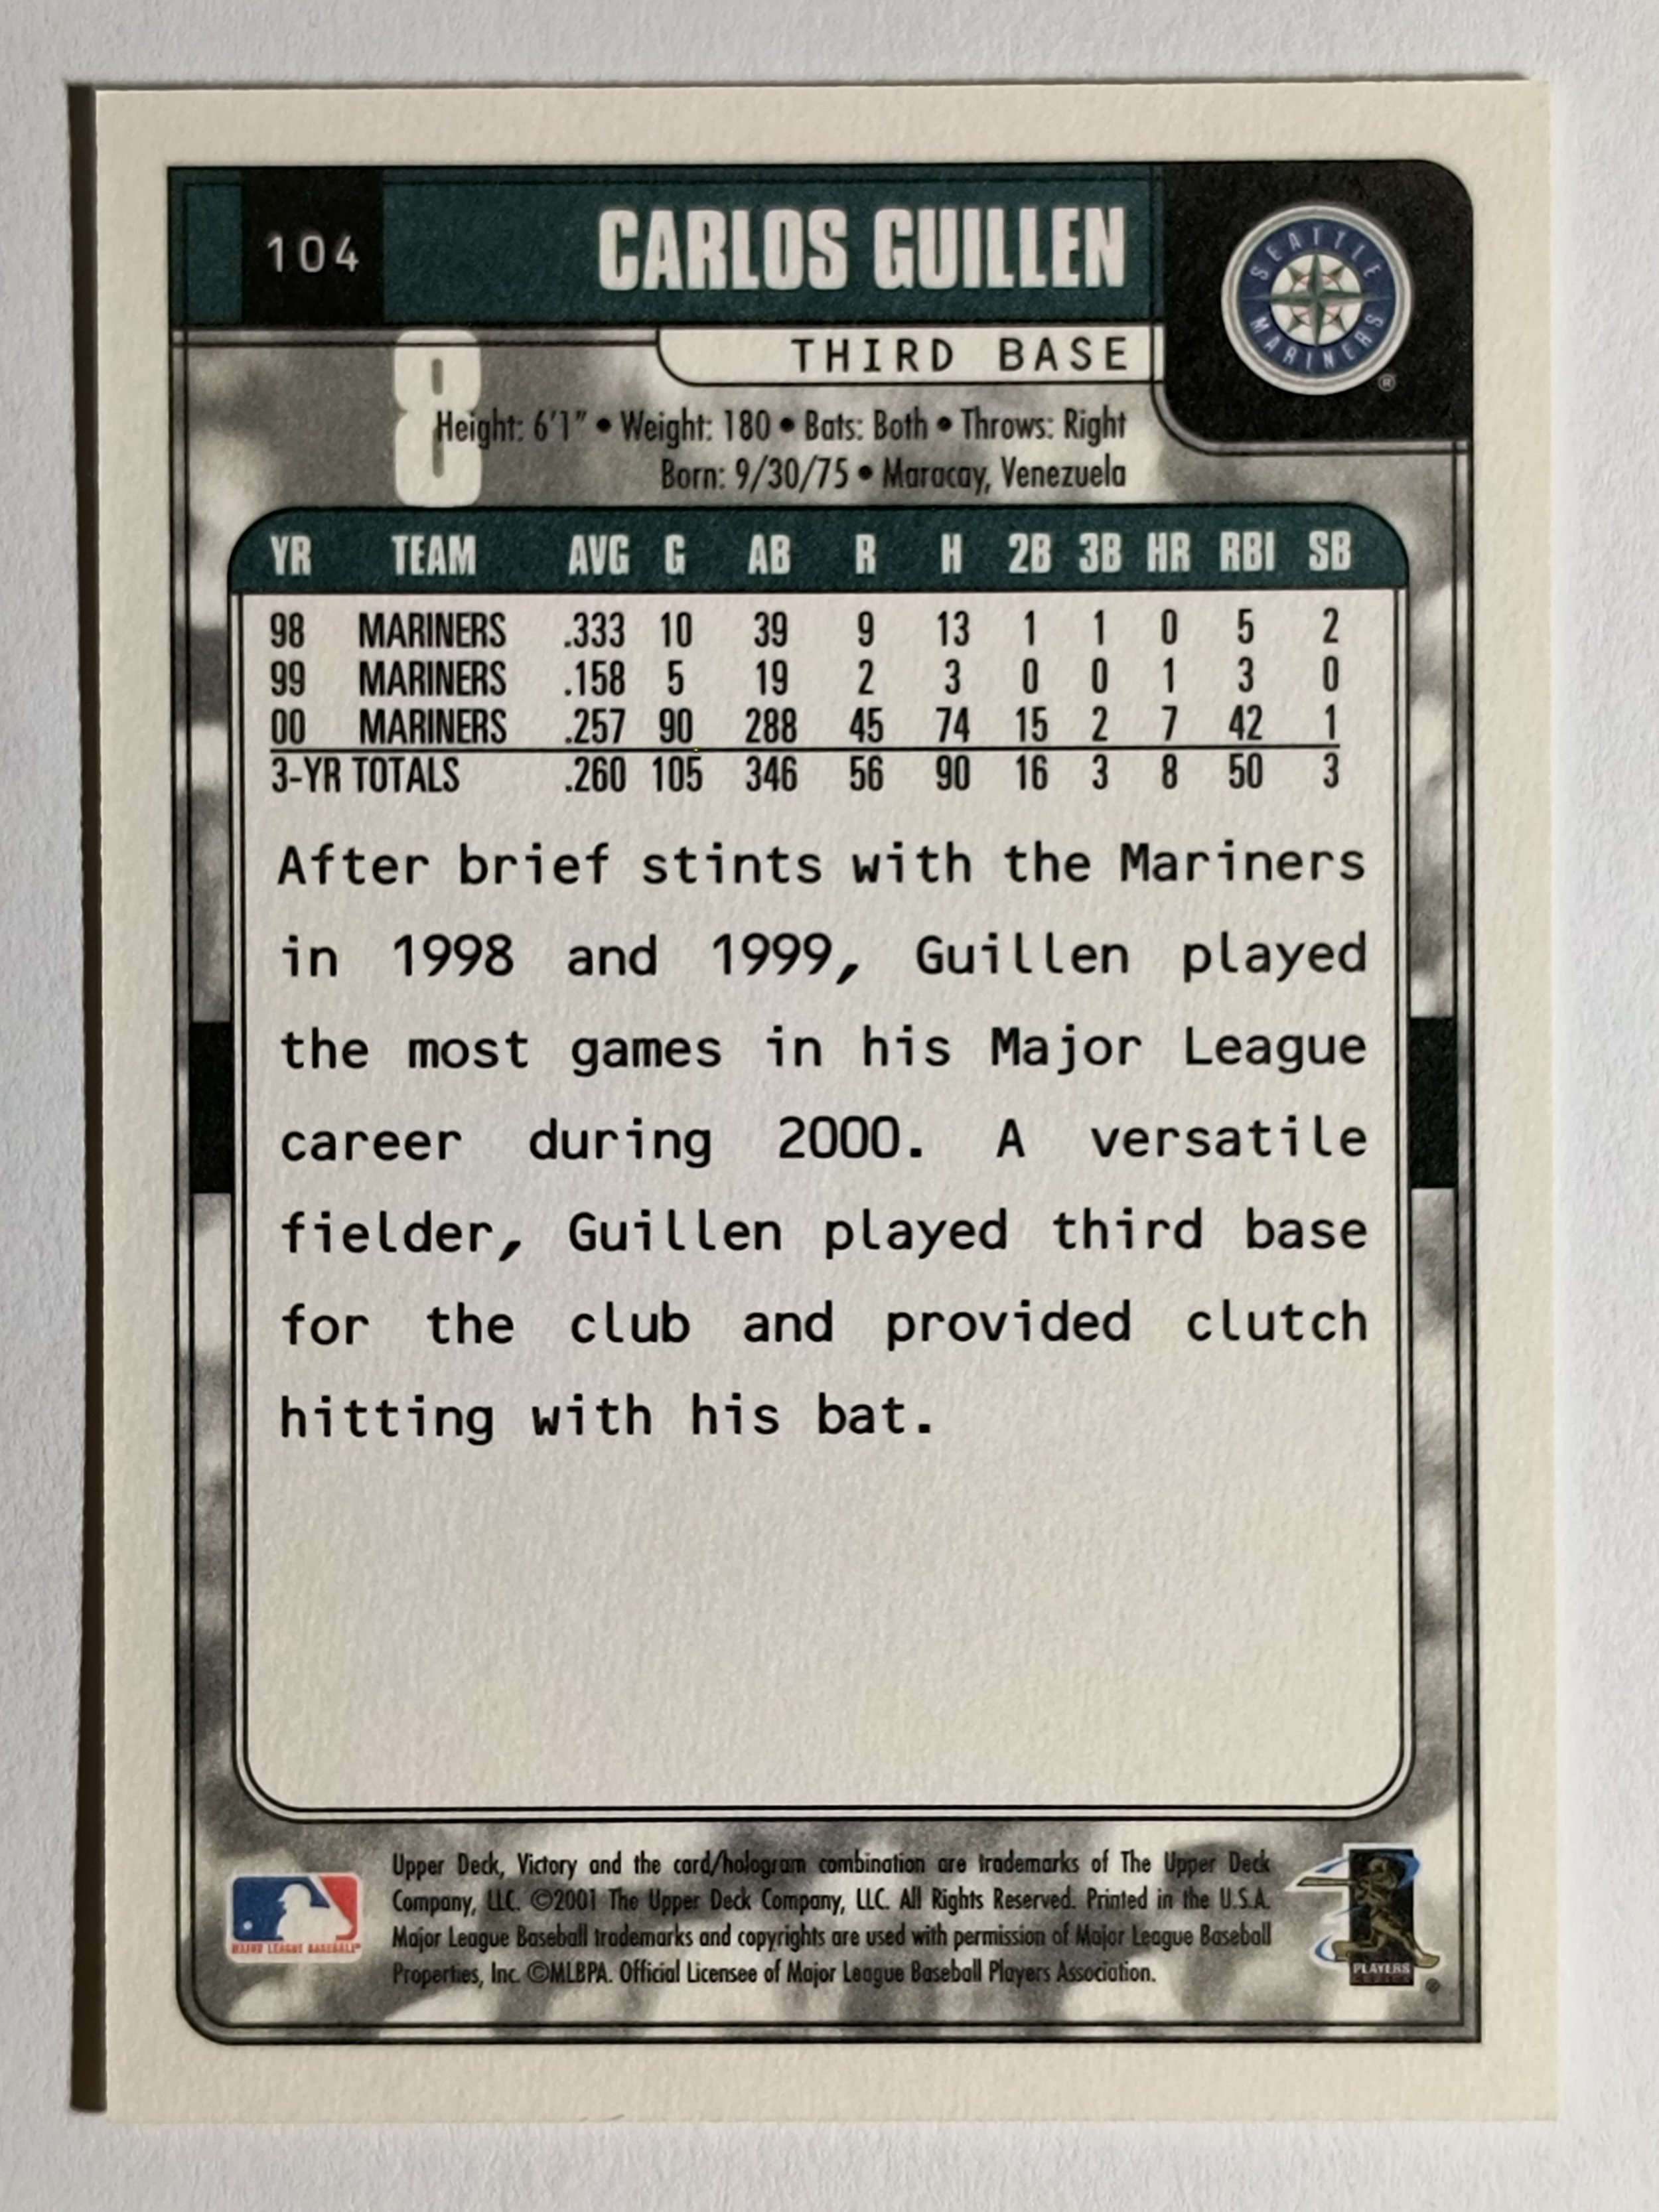 104
CARLOS GUILLEN
SEATTLE MARINERS
®
THIRD BASE
8
Height: 6'1" • Weight: 180 • Bats: Both • Throws: Right
Born: 9/30/75 • Maracay, Venezuela
YR TEAM AVG G AB R H 2B 3B HR RBI SB
98 MARINERS .333 10 39 9 13 1 1 0 5 2
99 MARINERS .158 5 19 2 3 0 0 1 3 0
00 MARINERS .257 90 288 45 74 15 2 7 42 1
3-YR TOTALS .260 105 346 56 90 16 3 8 50 3
After brief stints with the Mariners
in 1998 and 1999, Guillen played
the most games in his Major League
career during 2000. A versatile
fielder, Guillen played third base
for the club and provided clutch
hitting with his bat.
Upper Deck, Victory and the card/hologram combination are trademarks of The Upper Deck
Company, LLC. ©2001 The Upper Deck Company, LLC. All Rights Reserved. Printed in the U.S.A.
Major League Baseball trademarks and copyrights are used with permission of Major League Baseball
Properties, Inc. ©MLBPA. Official Licensee of Major League Baseball Players Association.
MAJOR LEAGUE BASEBALL®
PLAYERS
®